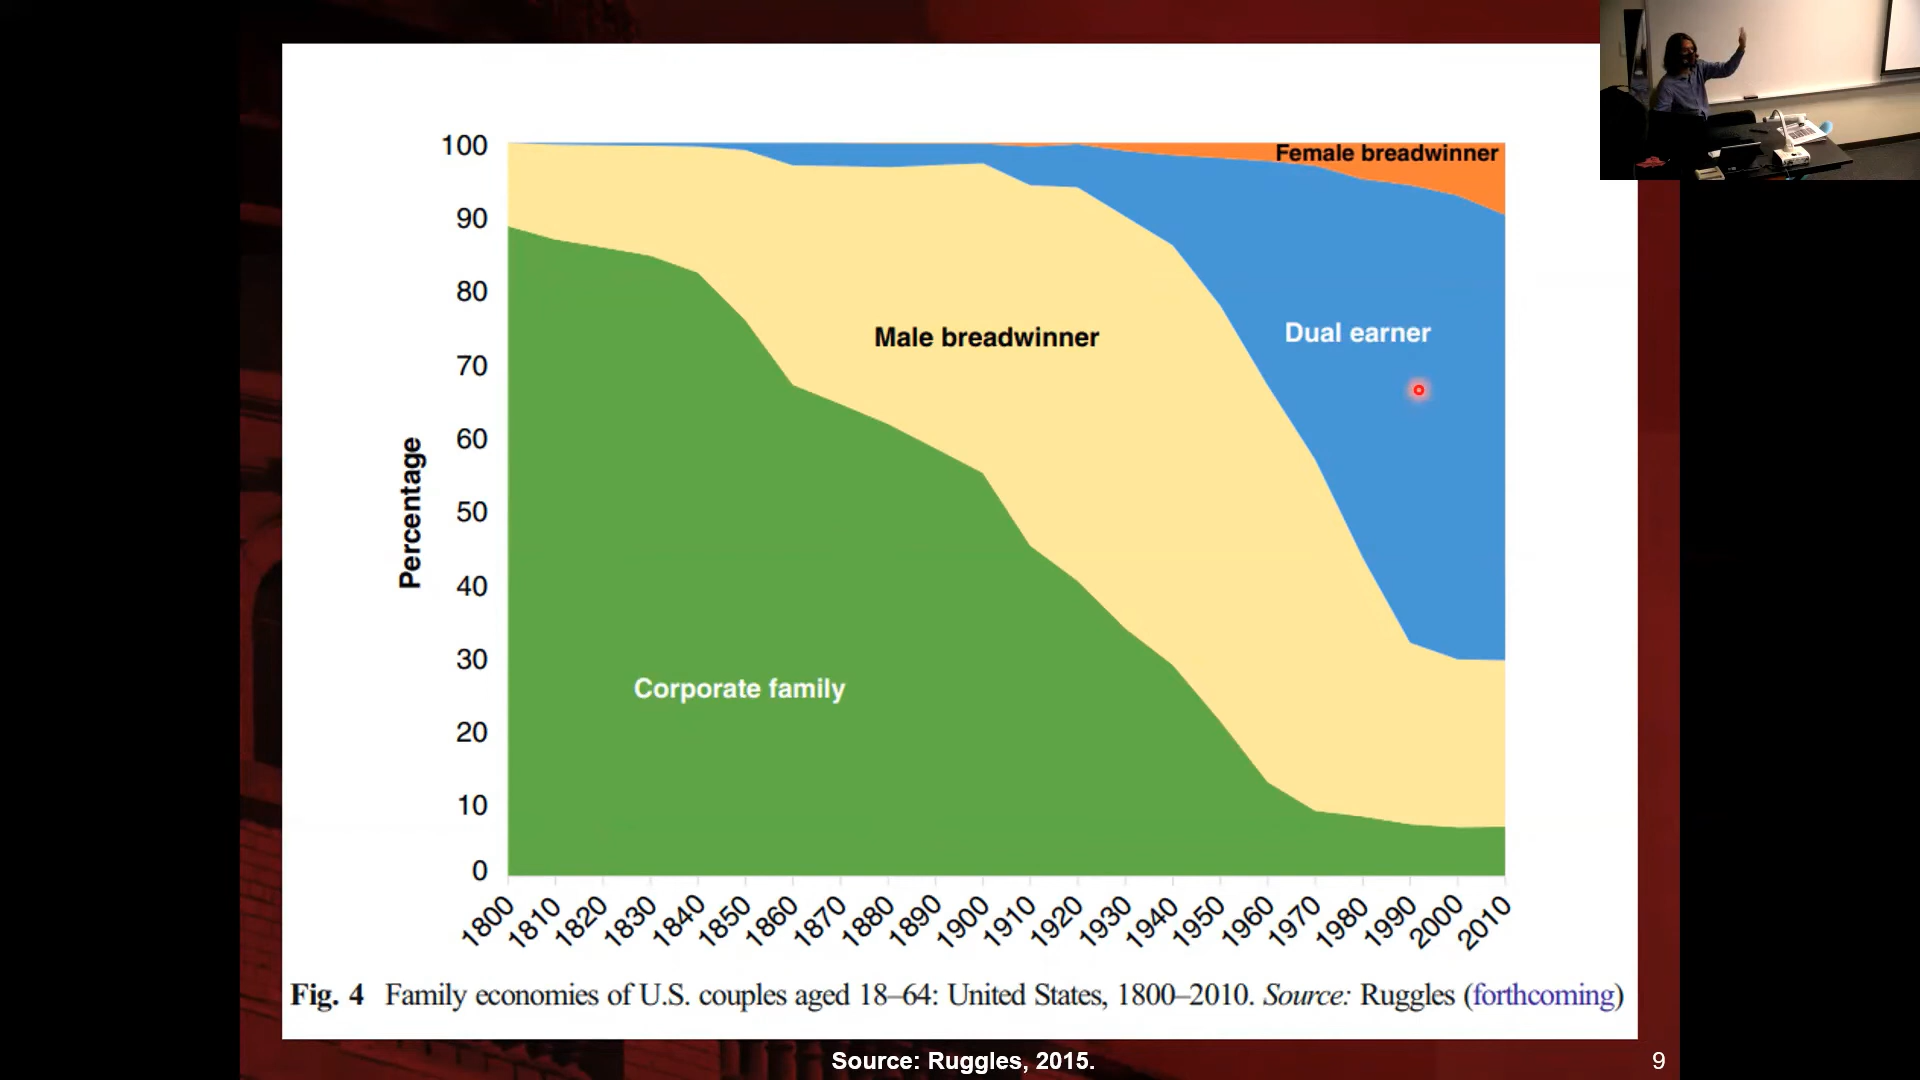 100
90
80
70
60
50
40
30
20
10
0
Percentage
Female breadwinner
Male breadwinner
Dual earner
Corporate family
1800 1810 1820 1830 1840 1850 1860 1870 1880 1890 1900 1910 1920 1930 1940 1950 1960 1970 1980 1990 2000 2010
Fig. 4 Family economies of U.S. couples aged 18–64: United States, 1800–2010. Source: Ruggles (forthcoming)
Source: Ruggles, 2015.
9